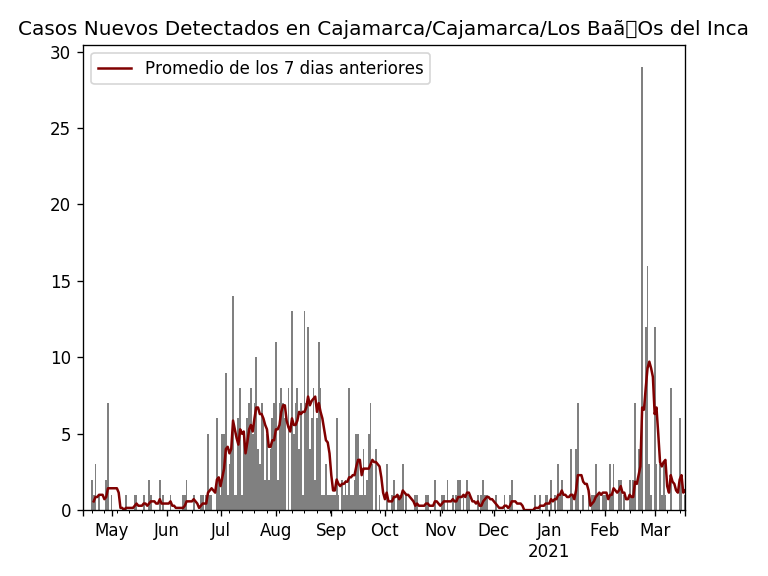 Casos Nuevos Detectados en Cajamarca/Cajamarca/Los Baã▯Os del Inca
Promedio de los 7 dias anteriores
30
25
20
15
10
5
0
May Jun Jul Aug Sep Oct Nov Dec Jan Feb Mar
2021